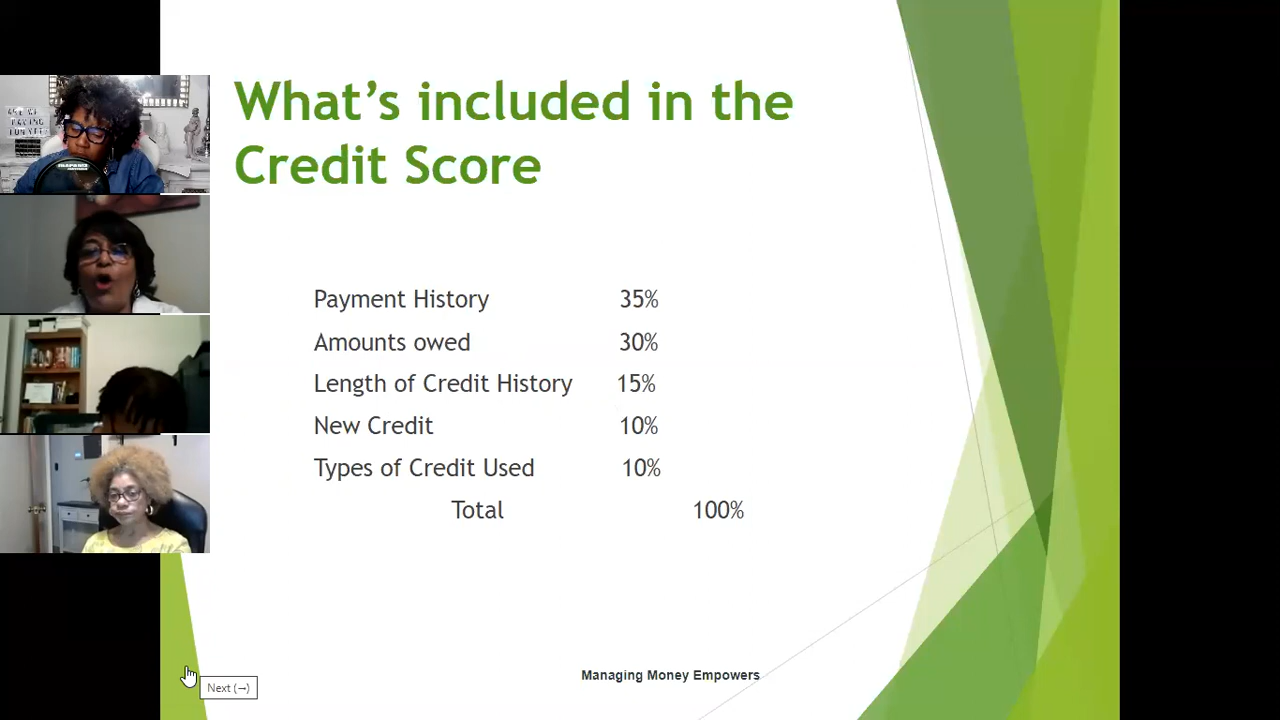 What's included in the
Credit Score
Payment History 35%
Amounts owed 30%
Length of Credit History 15%
New Credit 10%
Types of Credit Used 10%
Total 100%
Managing Money Empowers
Next (→)